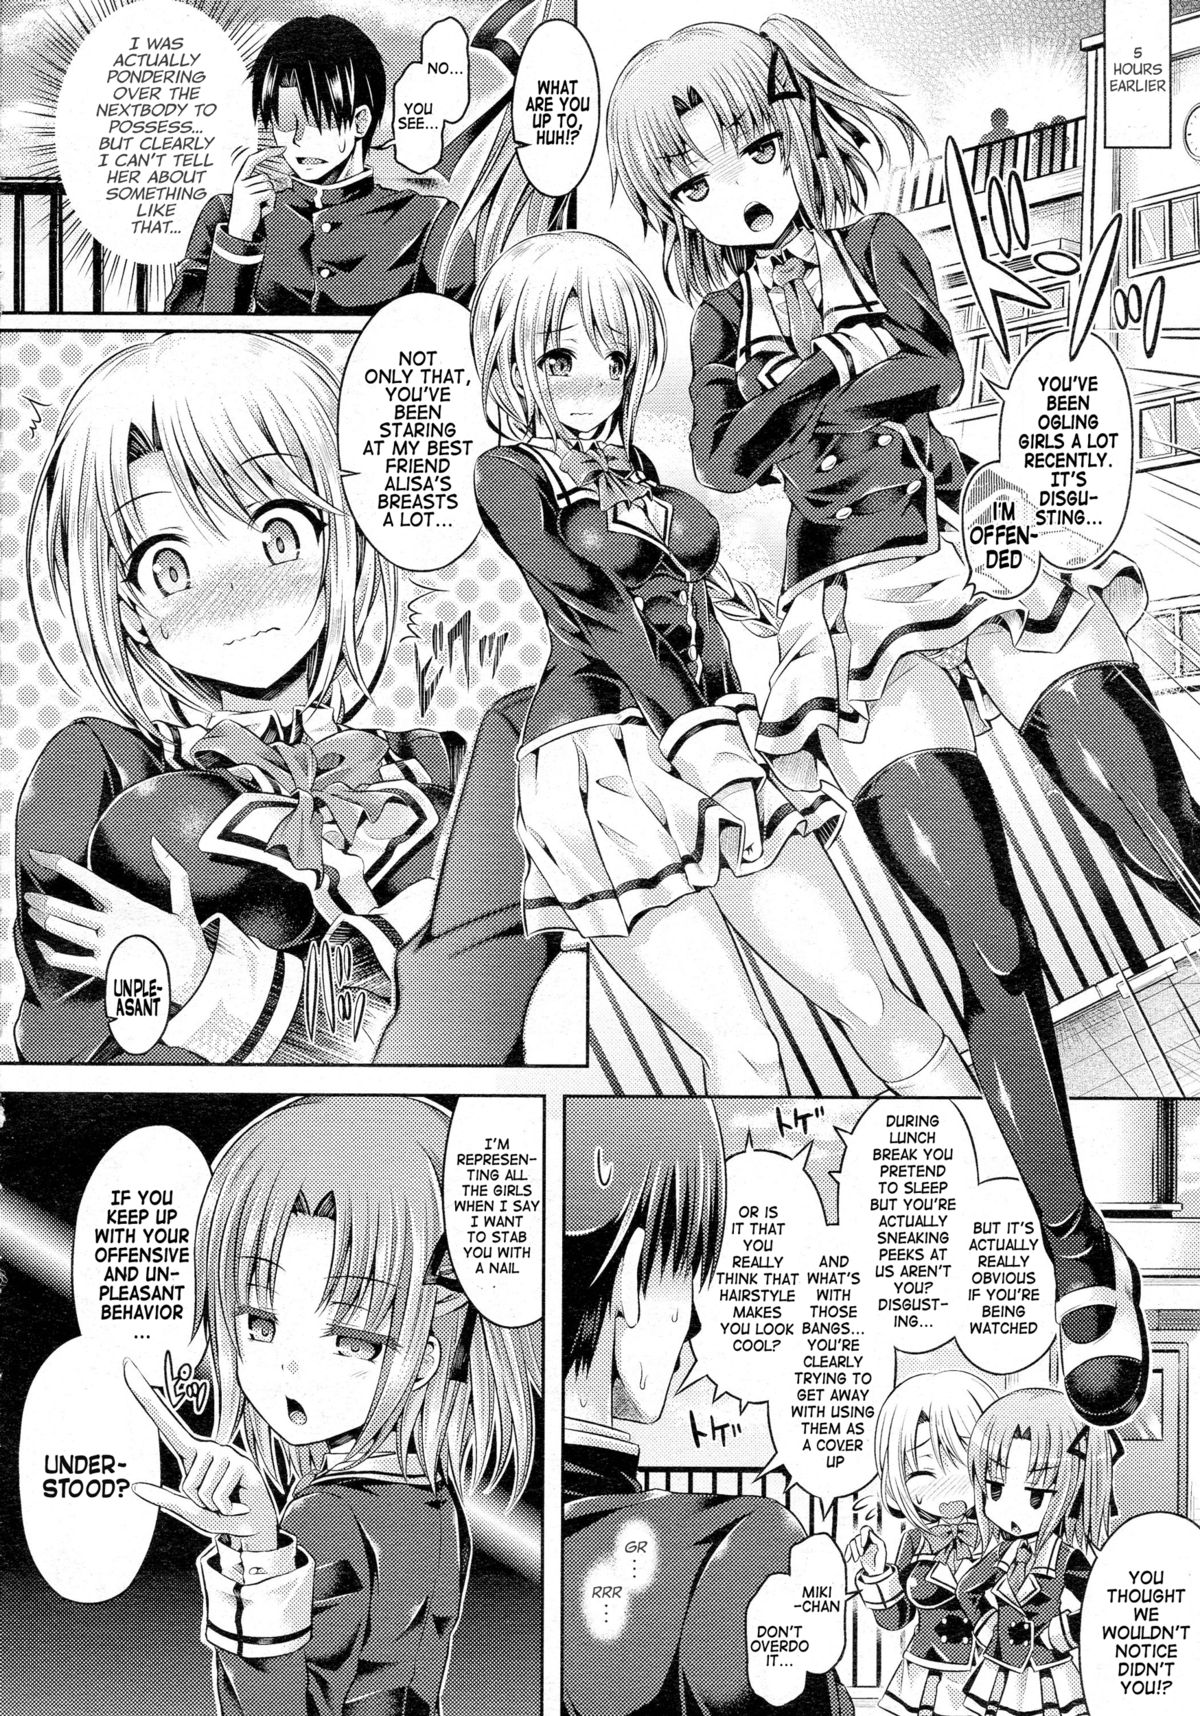 5
HOURS
EARLIER
WHAT
ARE YOU
UP TO,
HUH!?
NO...
YOU
SEE...
I WAS
ACTUALLY
PONDERING
OVER THE
NEXTBODY TO
POSSESS...
BUT CLEARLY
I CAN'T TELL
HER ABOUT
SOMETHING
LIKE
THAT...
YOU'VE
BEEN
OGLING
GIRLS A LOT
RECENTLY.
IT'S
DISGU-
STING...
I'M
OFFEN-
DED
NOT
ONLY THAT,
YOU'VE
BEEN
STARING
AT MY BEST
FRIEND
ALISA'S
BREASTS
A LOT...
UNPLE-
ASANT
DURING
LUNCH
BREAK YOU
PRETEND
TO SLEEP
BUT YOU'RE
ACTUALLY
SNEAKING
PEEKS AT
US AREN'T
YOU?
DISGUST-
ING...
BUT IT'S
ACTUALLY
REALLY
OBVIOUS
IF YOU'RE
BEING
WATCHED
トゲ
AND
WHAT'S
WITH
THOSE
BANGS...
YOU'RE
CLEARLY
TRYING
TO
GET AWAY
WITH USING
THEM AS
A COVER
UP
OR IS
IT THAT
YOU
REALLY
THINK THAT
HAIRSTYLE
MAKES
YOU LOOK
COOL?
トゲ
YOU
THOUGHT
WE
WOULDN'T
NOTICE
DIDN'T
YOU!?
MIKI
-CHAN
DON'T
OVERDO
IT...
GR
...
RRR
...
I'M
REPRESEN-
TING ALL
THE GIRLS
WHEN I SAY
I WANT
TO STAB
YOU WITH
A NAIL
IF YOU
KEEP UP
WITH YOUR
OFFENSIVE
AND UN-
PLEASANT
BEHAVIOR
...
UNDER-
STOOD?